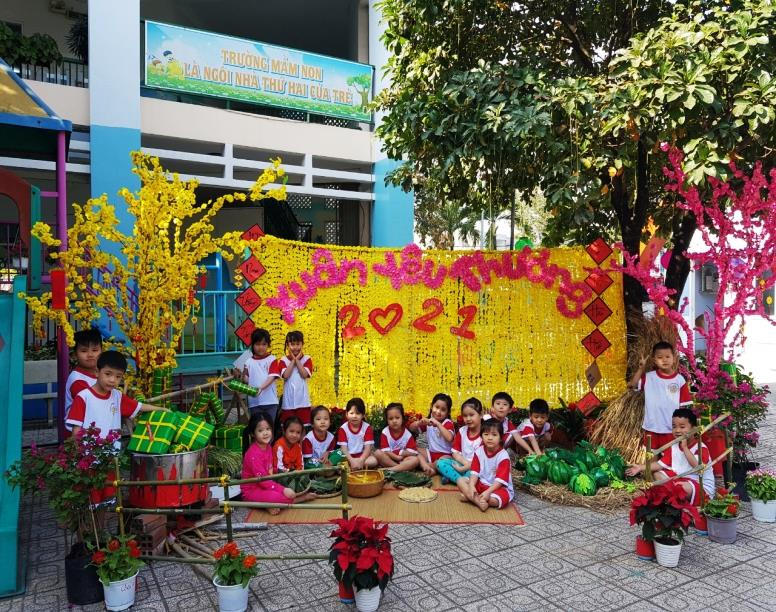 TRƯỜNG MẦM NON
LÀ NGÔI NHÀ THỨ HAI CỦA TRẺ
Xuân Yêu Thương
2021